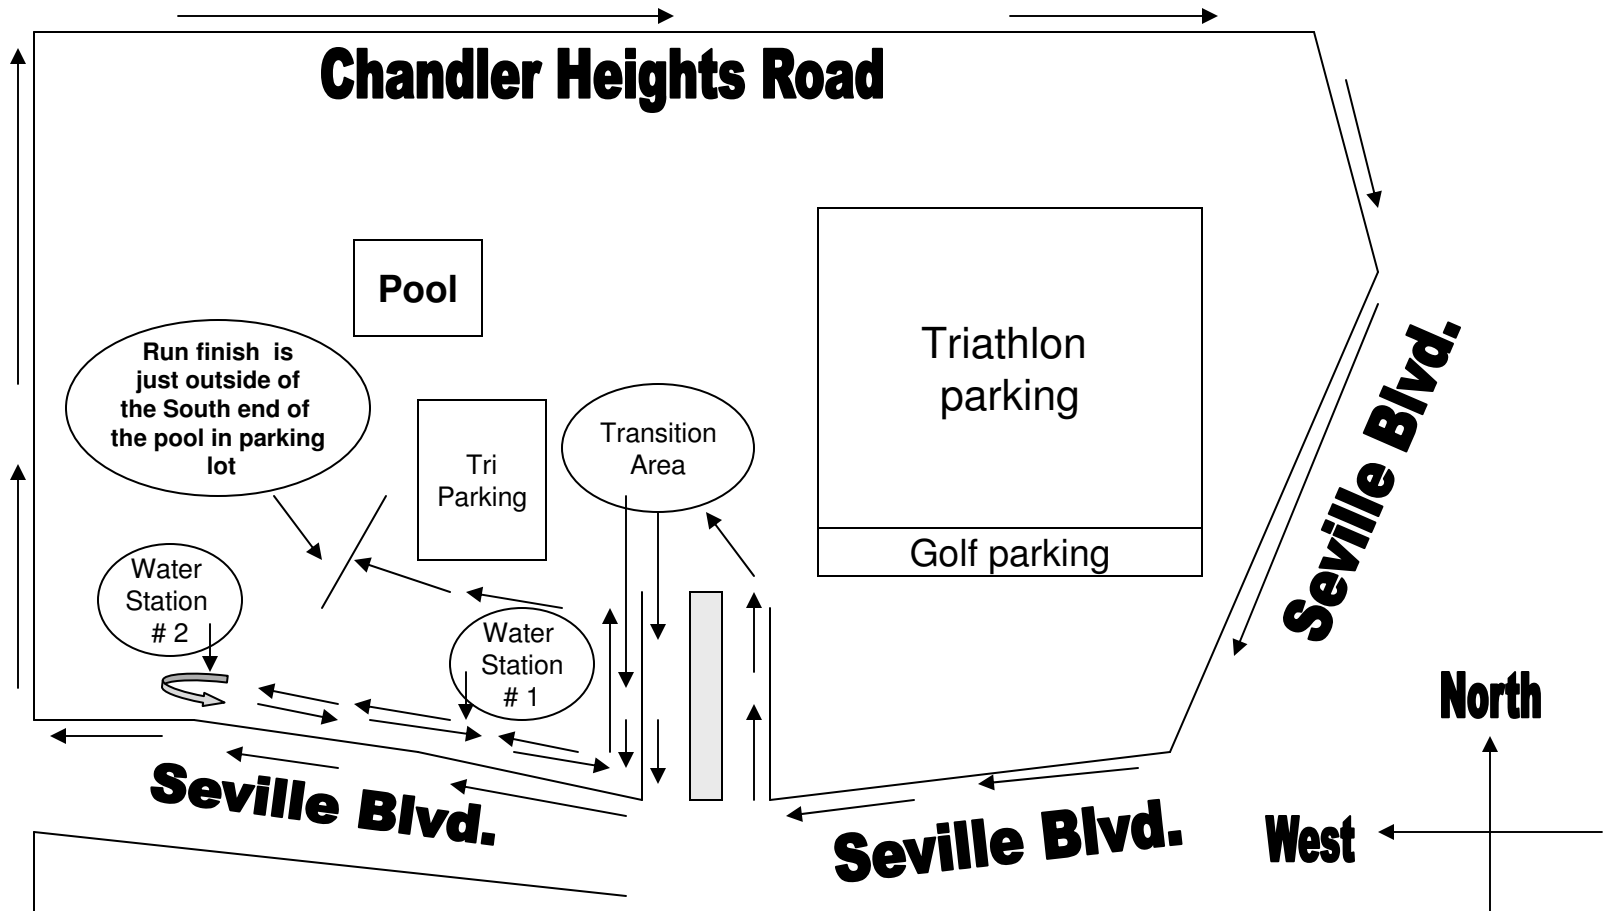 Chandler Heights Road
Pool
Run finish is
just outside of
the South end of
the pool in parking
lot
Triathlon
parking
Golf parking
Tri
Parking
Transition
Area
Water
Station
# 2
Water
Station
# 1
Seville Blvd.
Seville Blvd.
Seville Blvd.
North
West